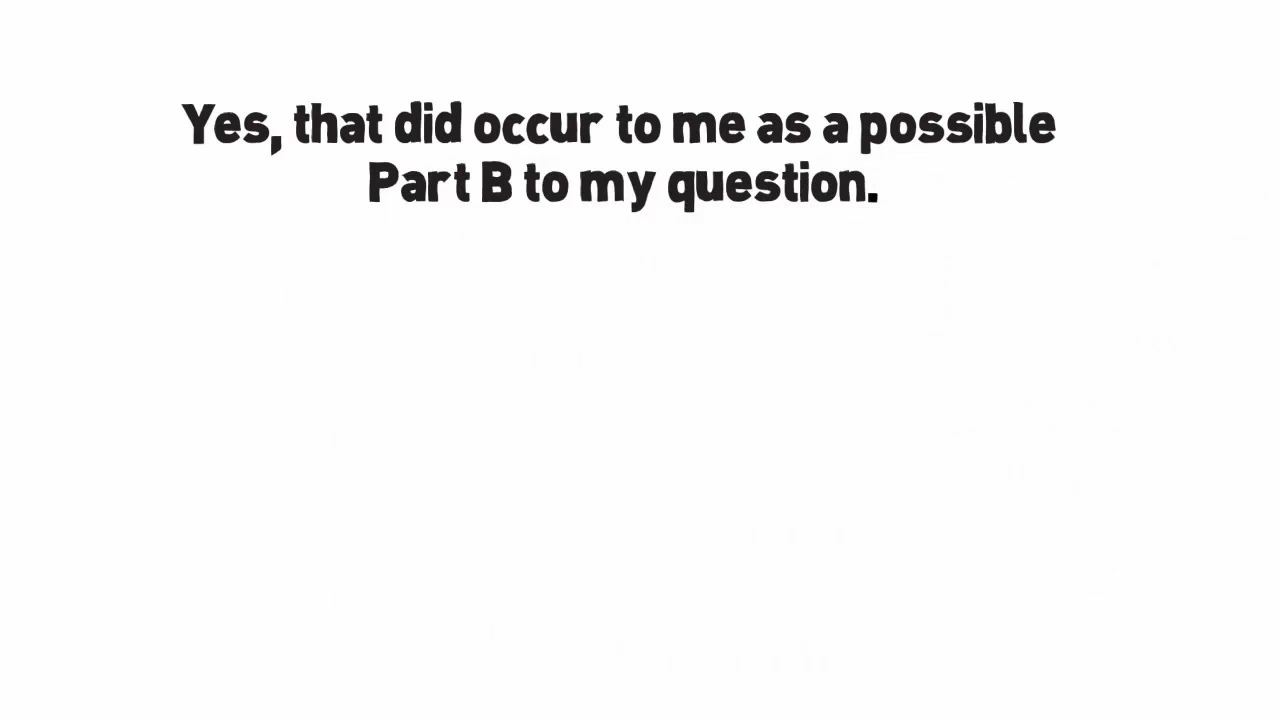 Yes, that did occur to me as a possible
Part B to my question.